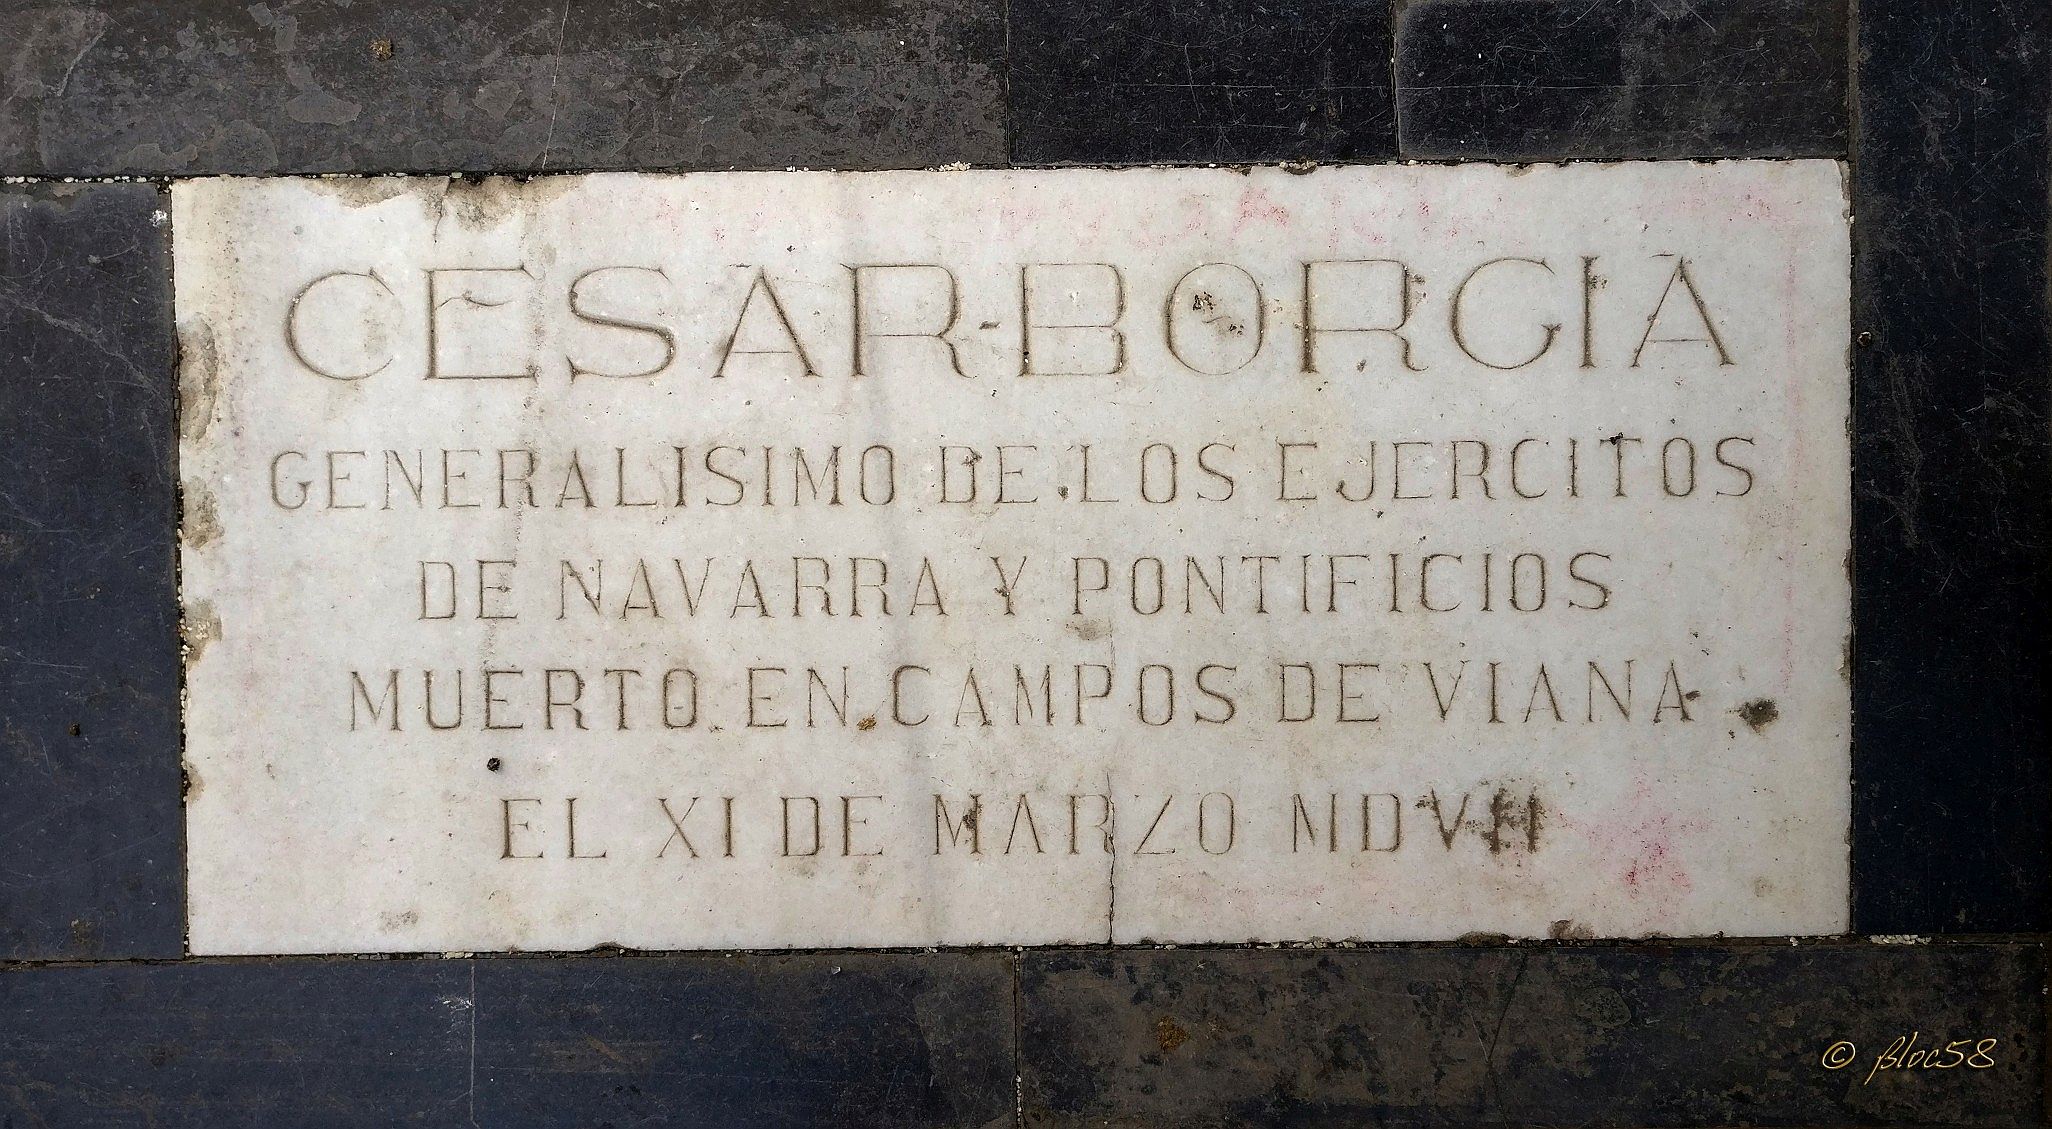 CESAR-BORGIA
GENERALISIMO DE LOS EJERCITOS
DE NAVARRA Y PONTIFICIOS
MUERTO EN CAMPOS DE VIANA
EL XI DE MARZO MDVII
© Bloc58